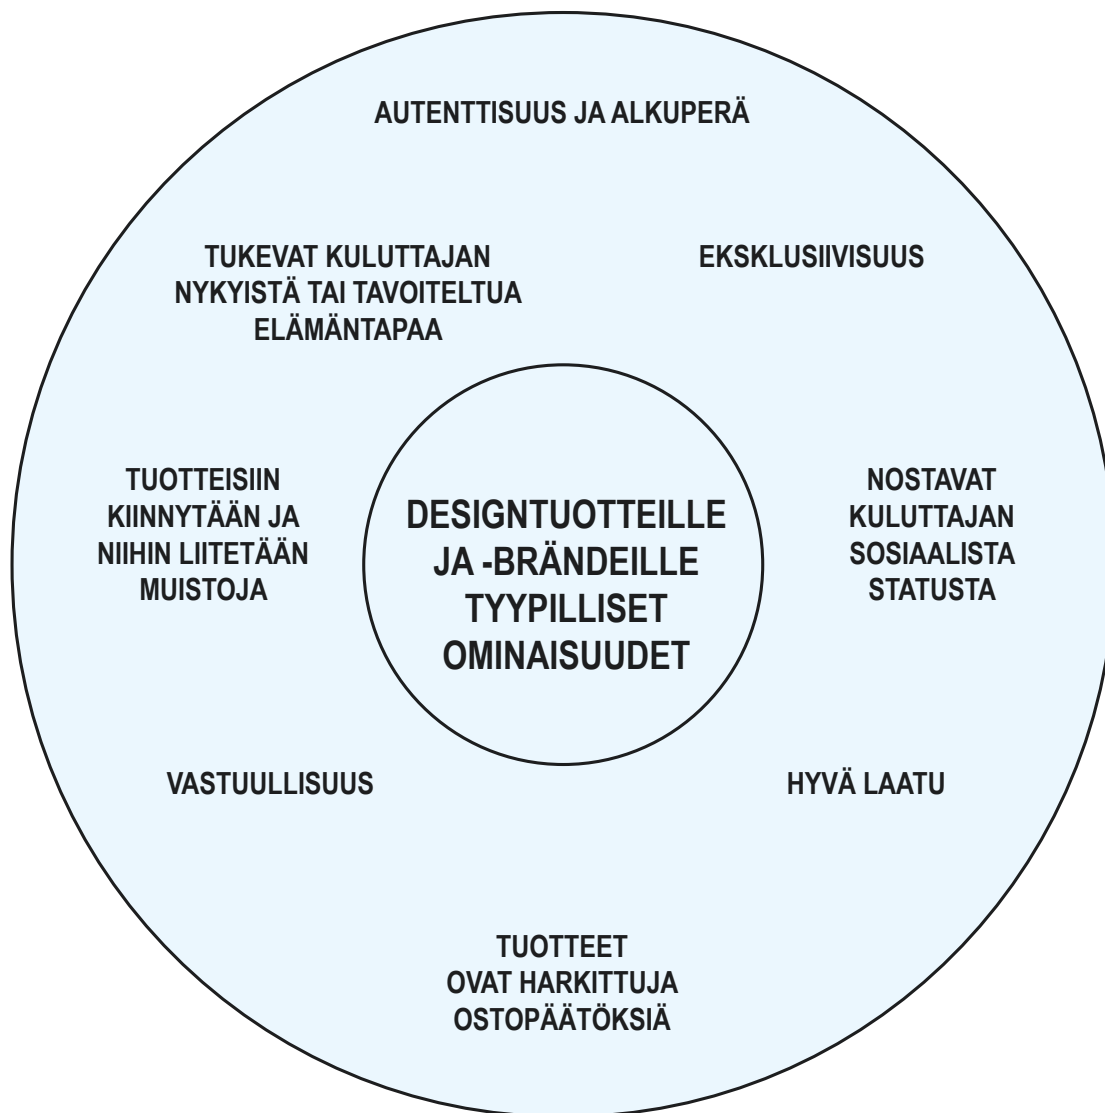 AUTENTTISUUS JA ALKUPERÄ
TUKEVAT KULUTTAJAN
NYKYISTÄ TAI TAVOITELTUA
ELÄMÄNTAPAA
EKSKLUSIIVISUUS
TUOTTEISIIN
KIINNYTÄÄN JA
NIIHIN LIITETÄÄN
MUISTOJA
DESIGNTUOTTEILLE
JA -BRÄNDEILLE
TYYPILLISET
OMINAISUUDET
NOSTAVAT
KULUTTAJAN
SOSIAALISTA
STATUSTA
VASTUULLISUUS
HYVÄ LAATU
TUOTTEET
OVAT HARKITTUJA
OSTOPÄÄTÖKSIÄ